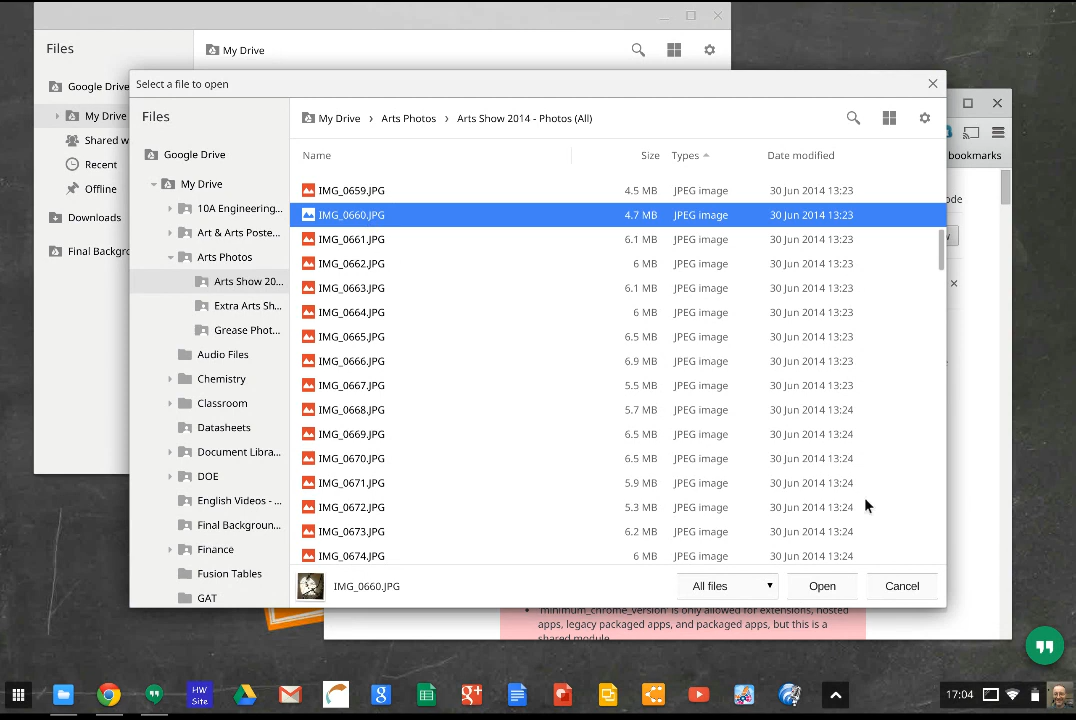 Files
My Drive
Google Drive
My Drive
Shared w
Recent
Offline
Downloads
Final Backgro
bookmarks
ode
Select a file to open
Files
My Drive › Arts Photos › Arts Show 2014 - Photos (All)
Google Drive
My Drive
10A Engineering...
Art & Arts Poste...
Arts Photos
Arts Show 20...
Extra Arts Sh...
Grease Phot...
Audio Files
Chemistry
Classroom
Datasheets
Document Libra...
DOE
English Videos - ...
Final Backgroun...
Finance
Fusion Tables
GAT
Name Size Types Date modified
IMG_0659.JPG 4.5 MB JPEG image 30 Jun 2014 13:23
IMG_0660.JPG 4.7 MB JPEG image 30 Jun 2014 13:23
IMG_0661.JPG 6.1 MB JPEG image 30 Jun 2014 13:23
IMG_0662.JPG 6 MB JPEG image 30 Jun 2014 13:23
IMG_0663.JPG 6.1 MB JPEG image 30 Jun 2014 13:23
IMG_0664.JPG 6 MB JPEG image 30 Jun 2014 13:23
IMG_0665.JPG 6.5 MB JPEG image 30 Jun 2014 13:23
IMG_0666.JPG 6.9 MB JPEG image 30 Jun 2014 13:23
IMG_0667.JPG 5.5 MB JPEG image 30 Jun 2014 13:23
IMG_0668.JPG 5.7 MB JPEG image 30 Jun 2014 13:24
IMG_0669.JPG 6.5 MB JPEG image 30 Jun 2014 13:24
IMG_0670.JPG 6.5 MB JPEG image 30 Jun 2014 13:24
IMG_0671.JPG 5.9 MB JPEG image 30 Jun 2014 13:24
IMG_0672.JPG 5.3 MB JPEG image 30 Jun 2014 13:24
IMG_0673.JPG 6.2 MB JPEG image 30 Jun 2014 13:24
IMG_0674.JPG 6 MB JPEG image 30 Jun 2014 13:24
IMG_0660.JPG All files Open Cancel
'minimum_chrome_version' is only allowed for extensions, hosted
apps, legacy packaged apps, and packaged apps, but this is a
shared module.
HW
Site
17:04